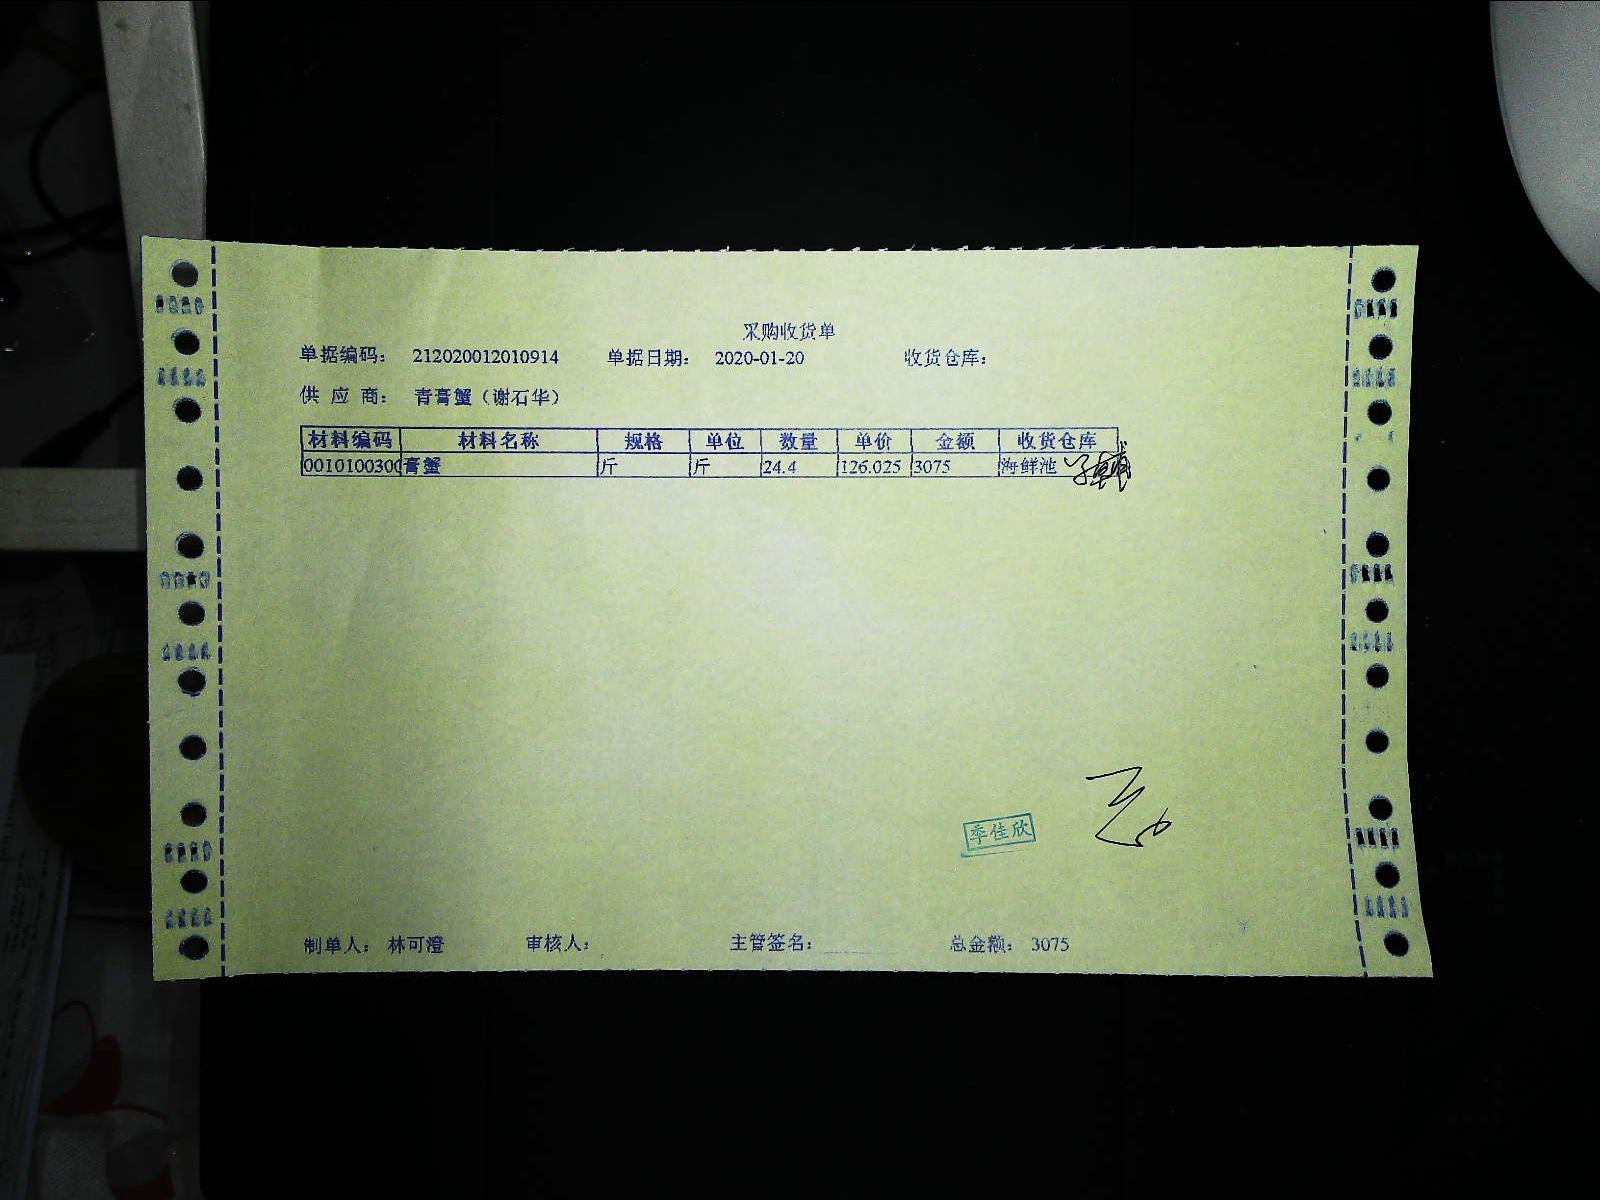 采购收货单
单据编码： 212020012010914 单据日期： 2020-01-20 收货仓库：
供 应 商： 青膏蟹（谢石华）
材料编码 材料名称 规格 单位 数量 单价 金额 收货仓库
0010100300 膏蟹 斤 斤 24.4 126.025 3075 海鲜池
季佳欣
制单人： 林可澄 审核人： 主管签名： 总金额： 3075